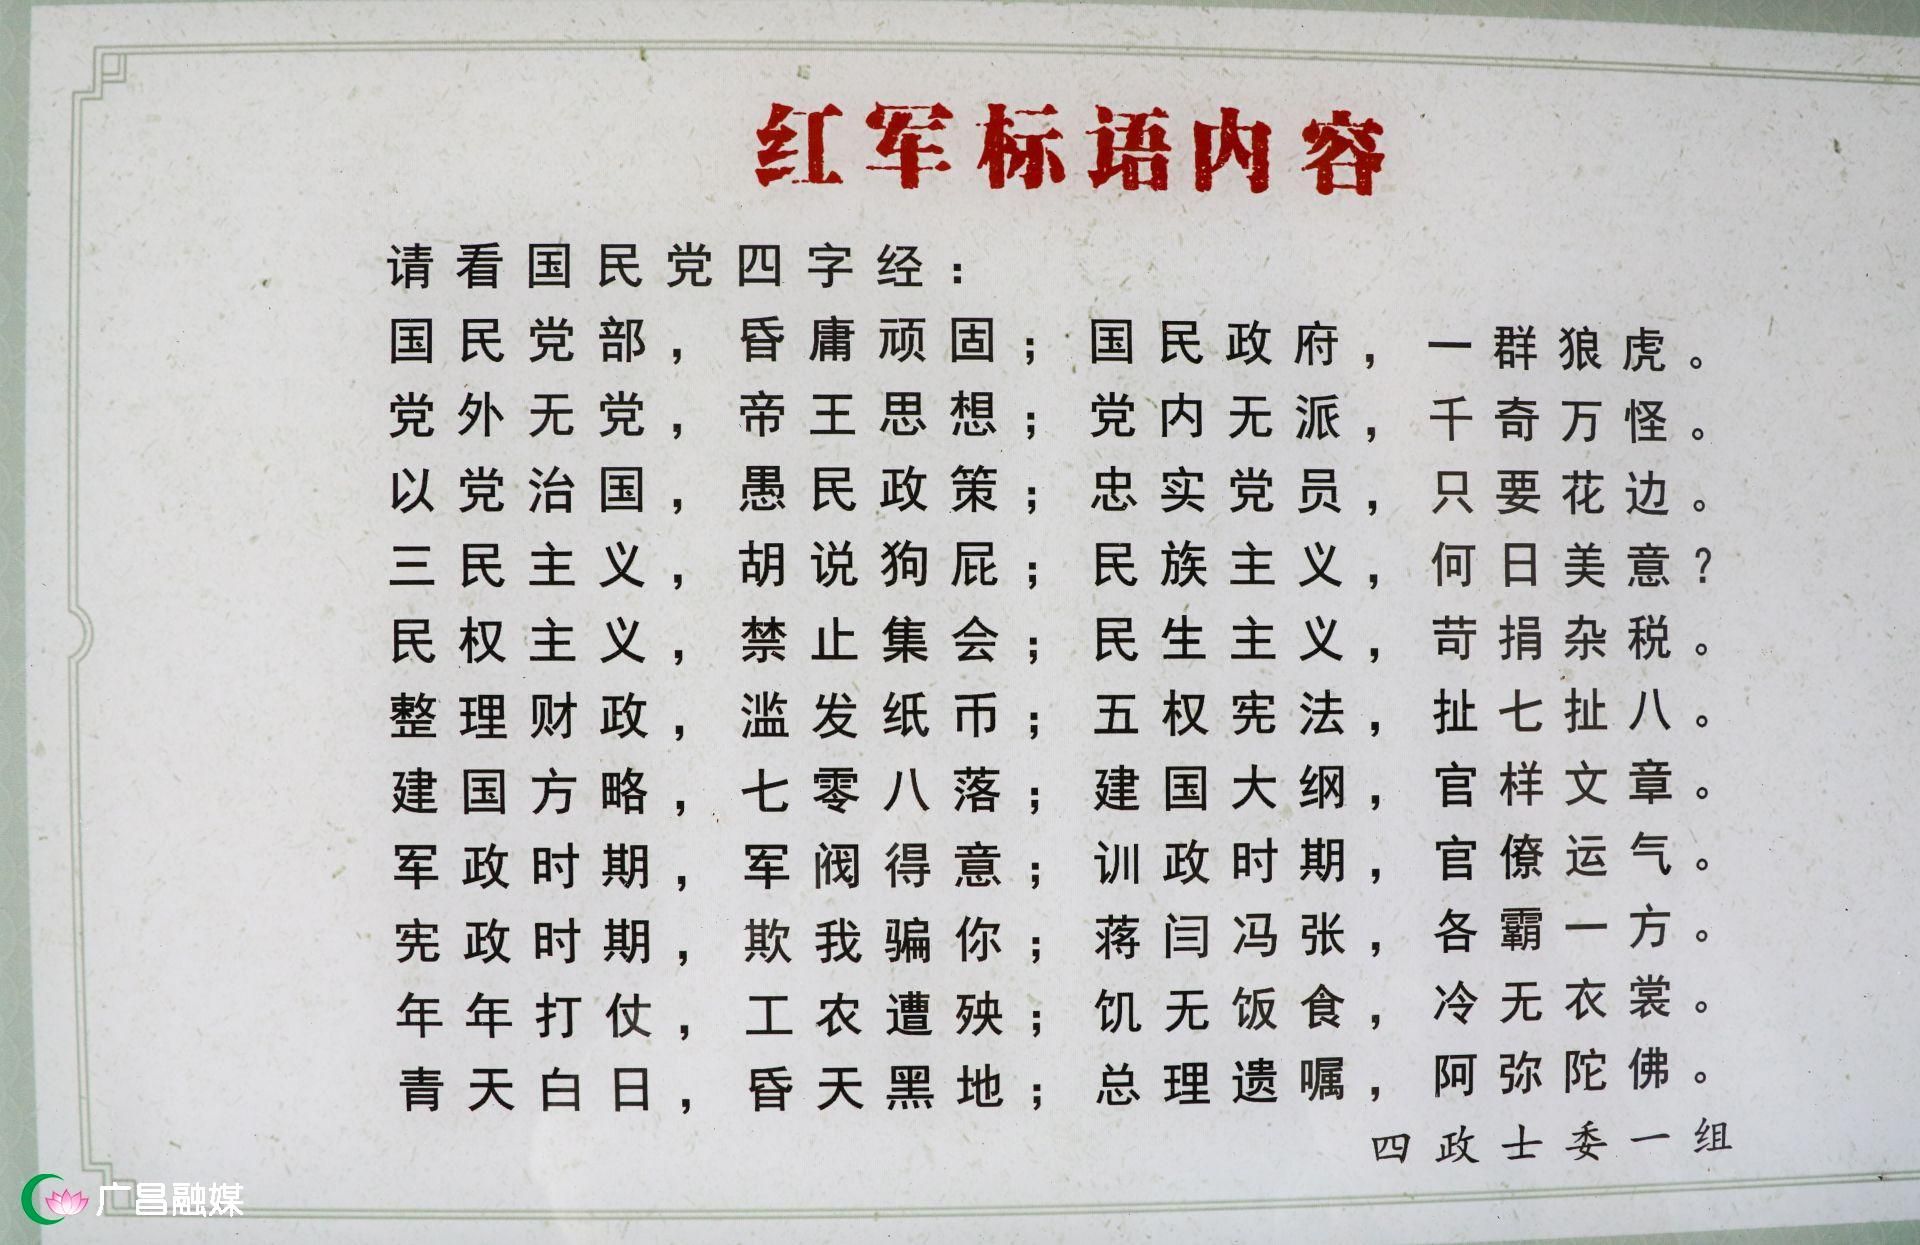 红军标语内容
请看国民党四字经：
国民党部，昏庸顽固；国民政府，一群狼虎。
党外无党，帝王思想；党内无派，千奇万怪。
以党治国，愚民政策；忠实党员，只要花边。
三民主义，胡说狗屁；民族主义，何日美意？
民权主义，禁止集会；民生主义，苛捐杂税。
整理财政，滥发纸币；五权宪法，扯七扯八。
建国方略，七零八落；建国大纲，官样文章。
军政时期，军阀得意；训政时期，官僚运气。
宪政时期，欺我骗你；蒋闫冯张，各霸一方。
年年打仗，工农遭殃；饥无饭食，冷无衣裳。
青天白日，昏天黑地；总理遗嘱，阿弥陀佛。
四政士委一组
广昌融媒